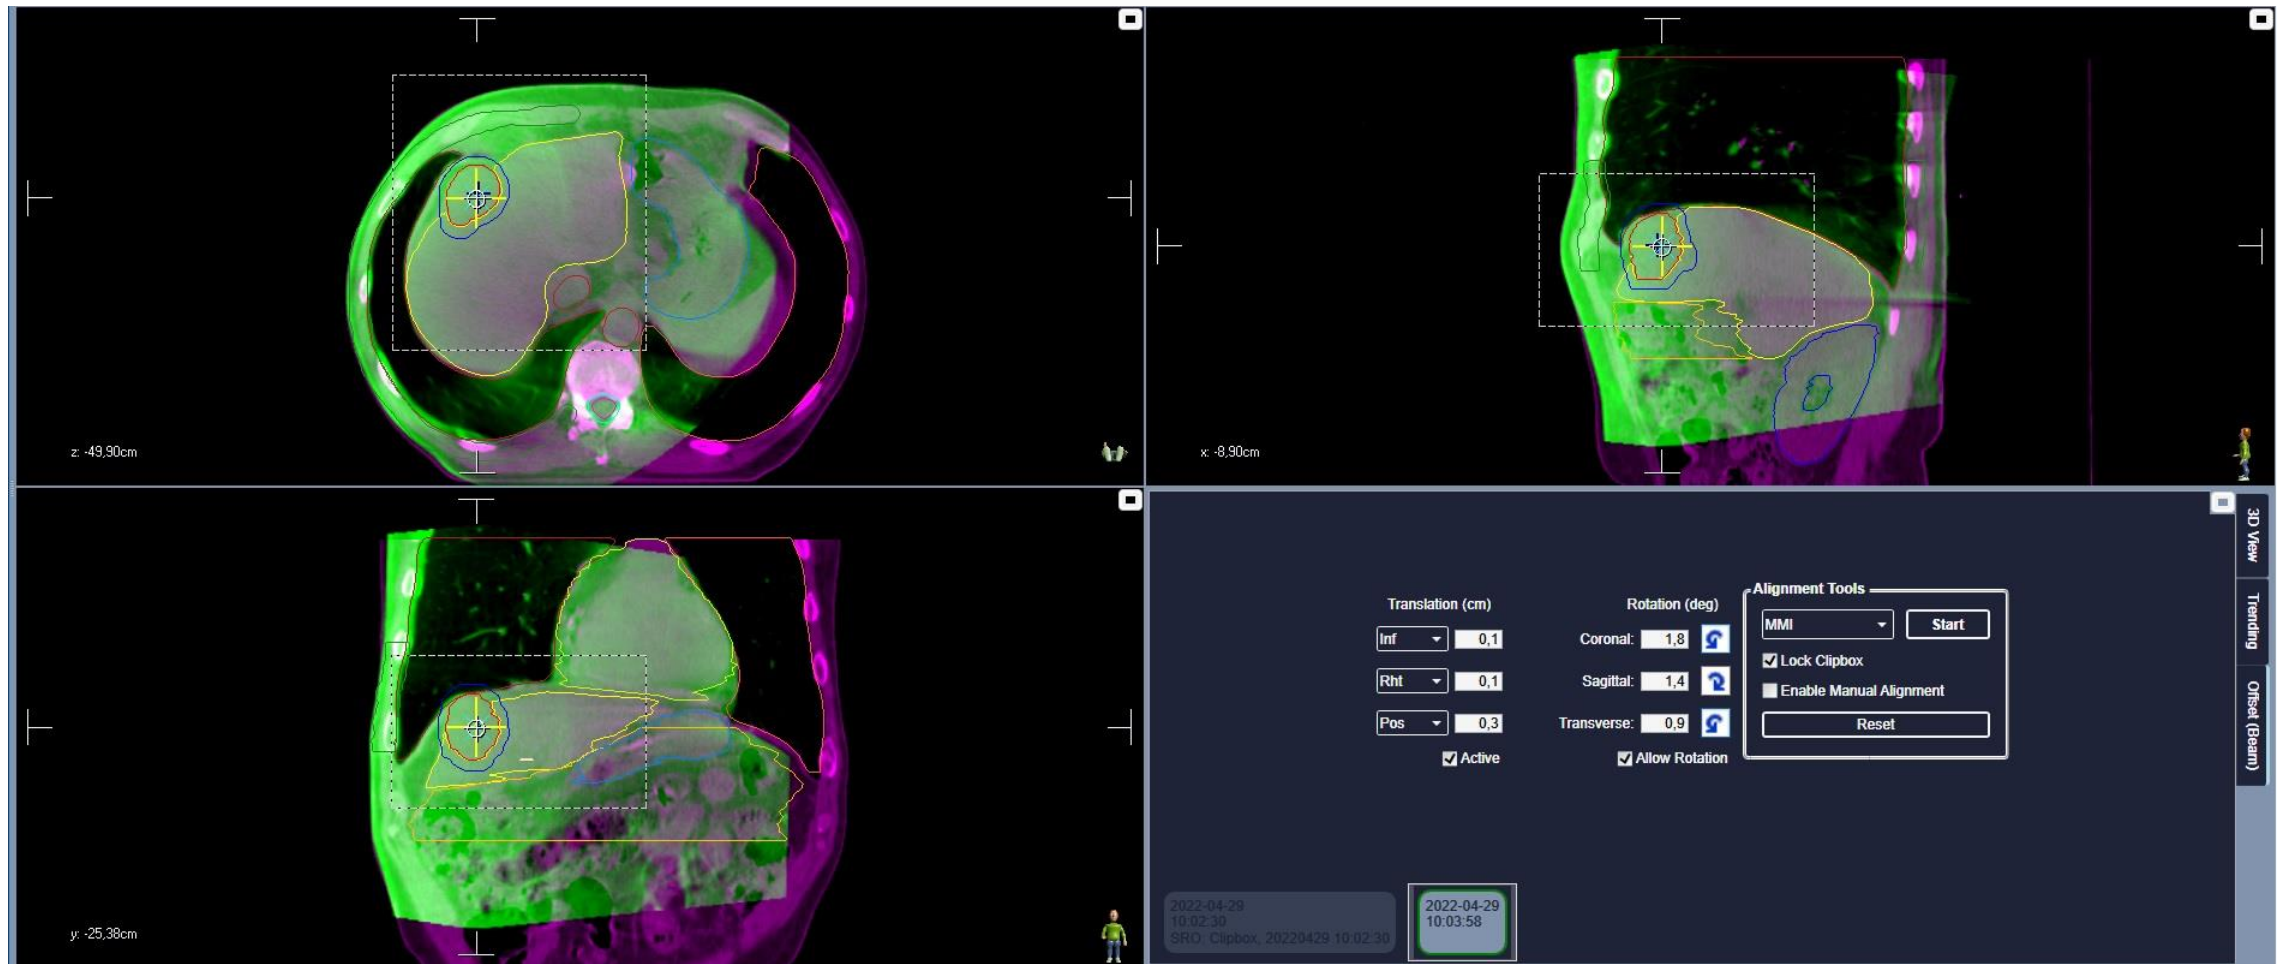 z: -49,90cm
x: -8,90cm
y: -25,38cm
3D View
Trending
Offset (Beam)
Translation (cm)
Inf 0,1
Rht 0,1
Pos 0,3
Active
Rotation (deg)
Coronal: 1,8
Sagittal: 1,4
Transverse: 0,9
Allow Rotation
Alignment Tools
MMI Start
Lock Clipbox
Enable Manual Alignment
Reset
2022-04-29
10:02:30
SRO; Clipbox, 20220429 10:02:30
2022-04-29
10:03:58